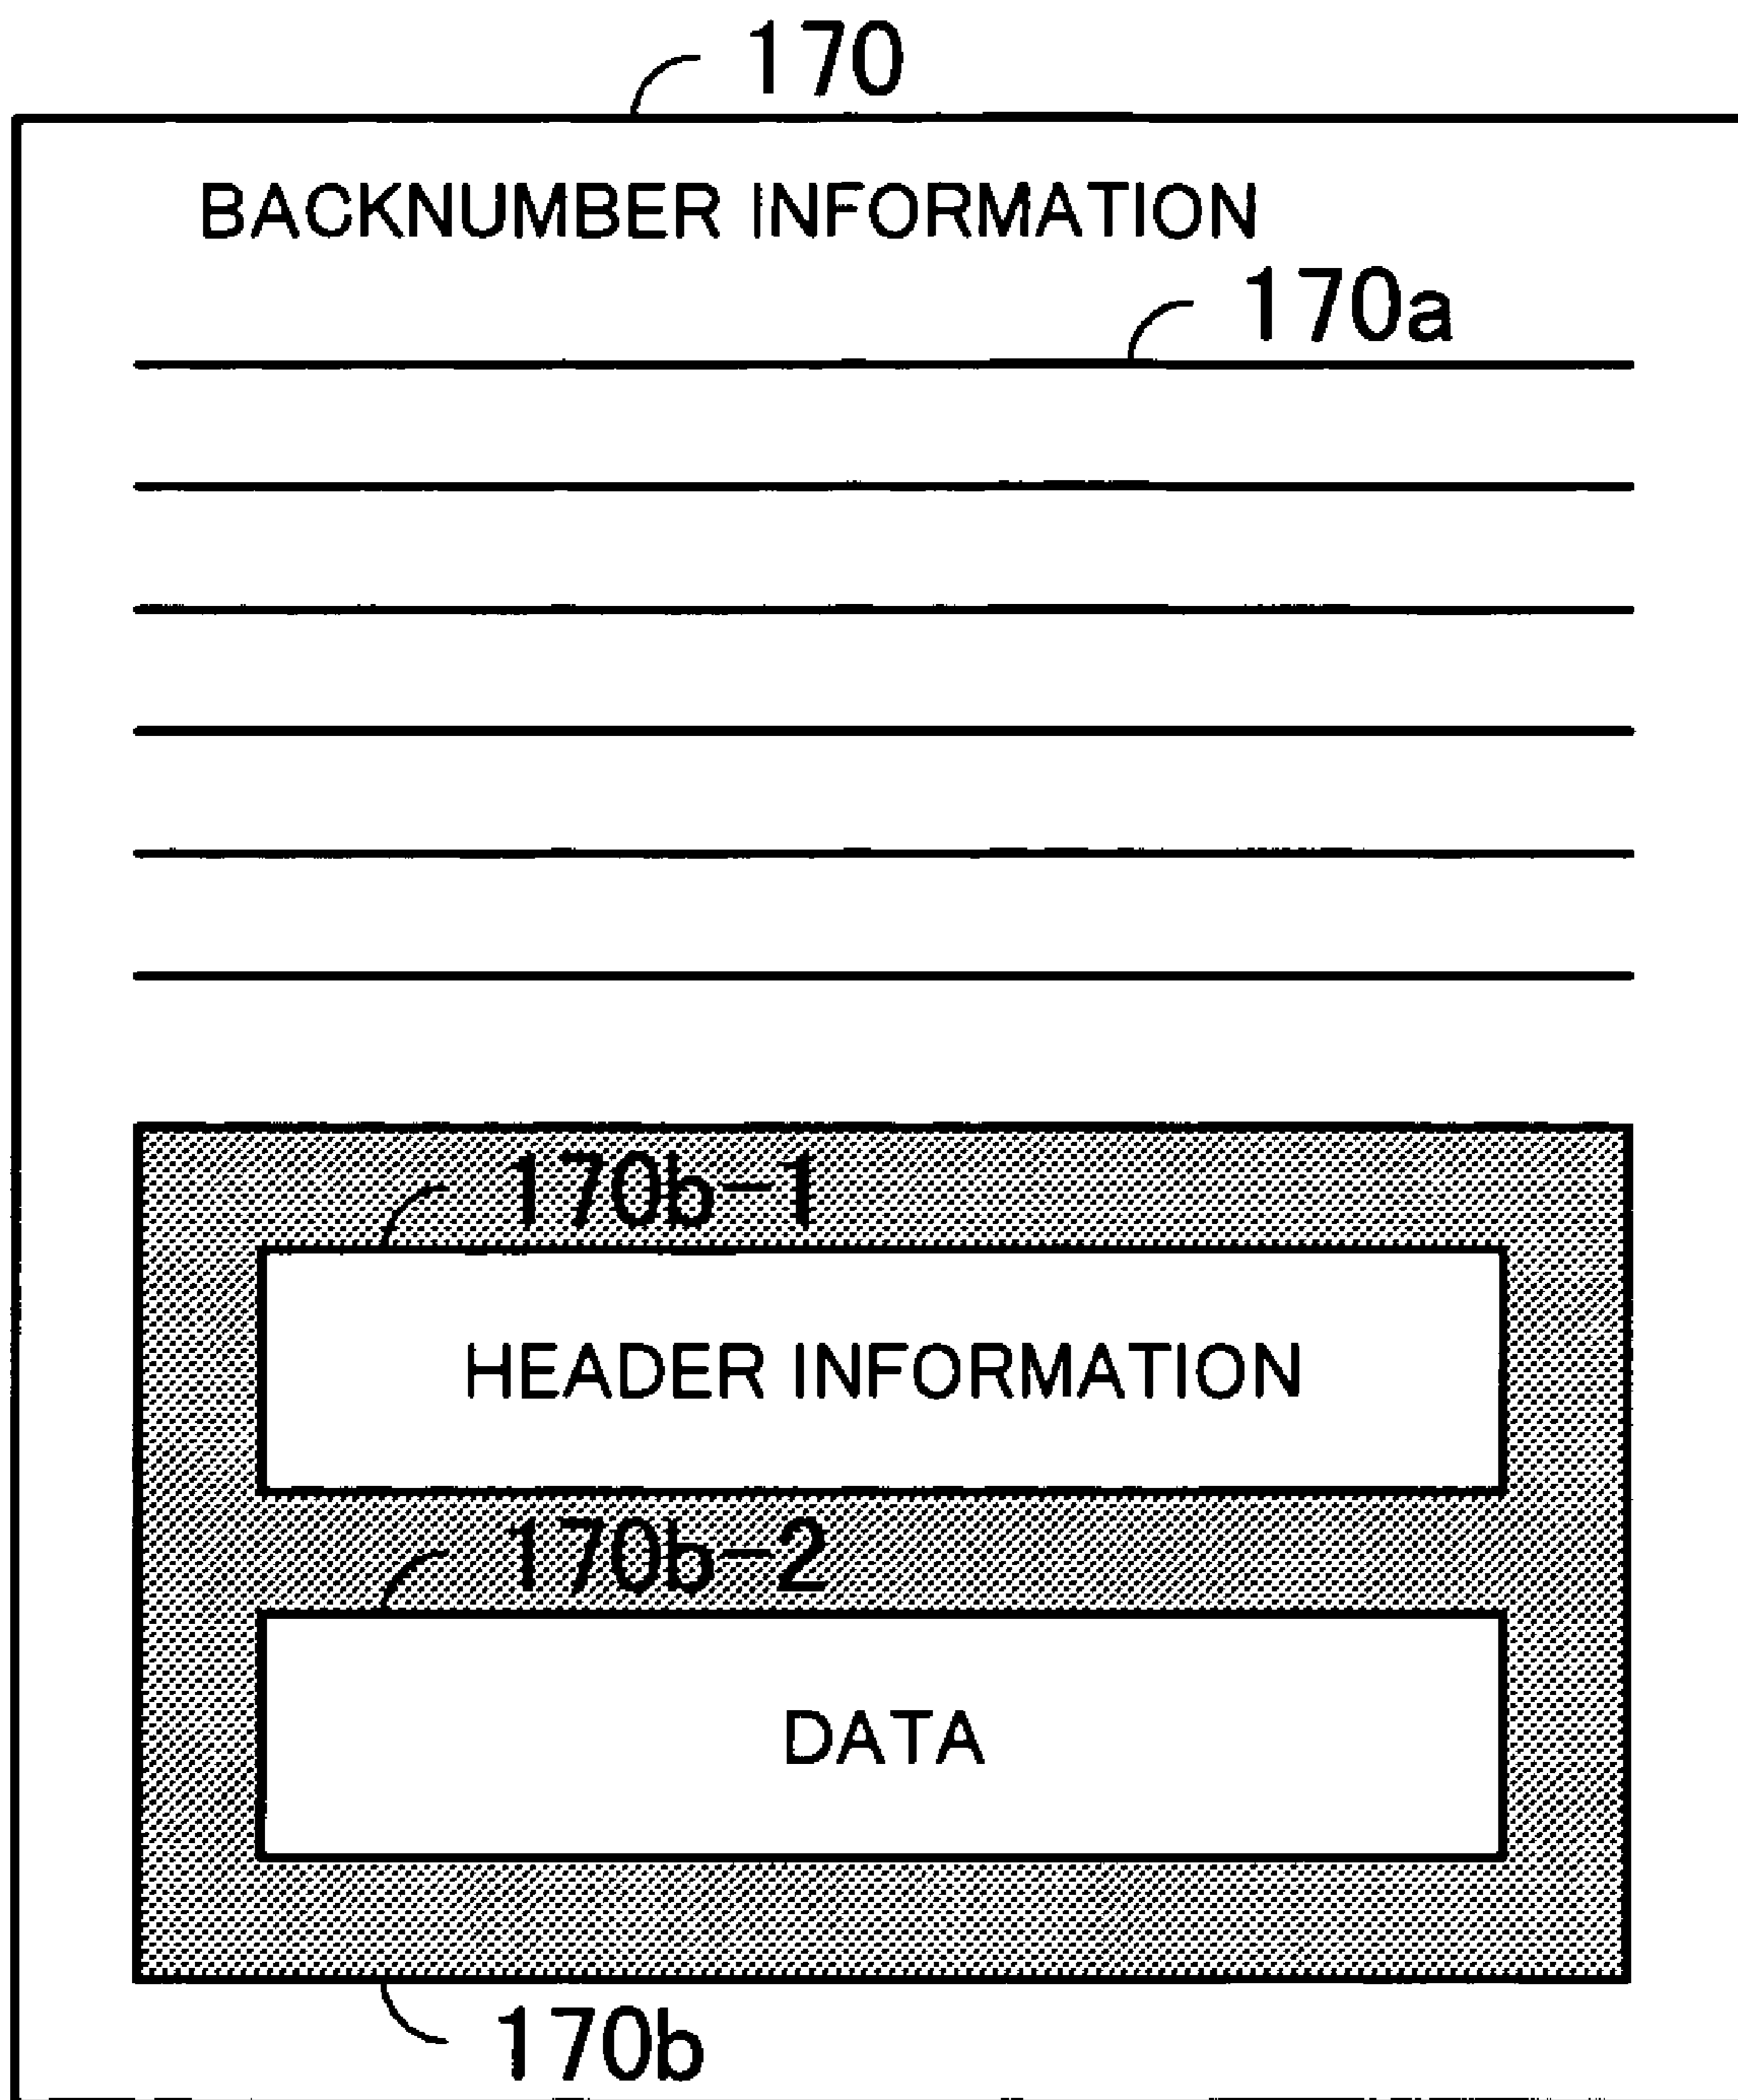 170
BACKNUMBER INFORMATION
170a
170b-1
HEADER INFORMATION
170b-2
DATA
170b